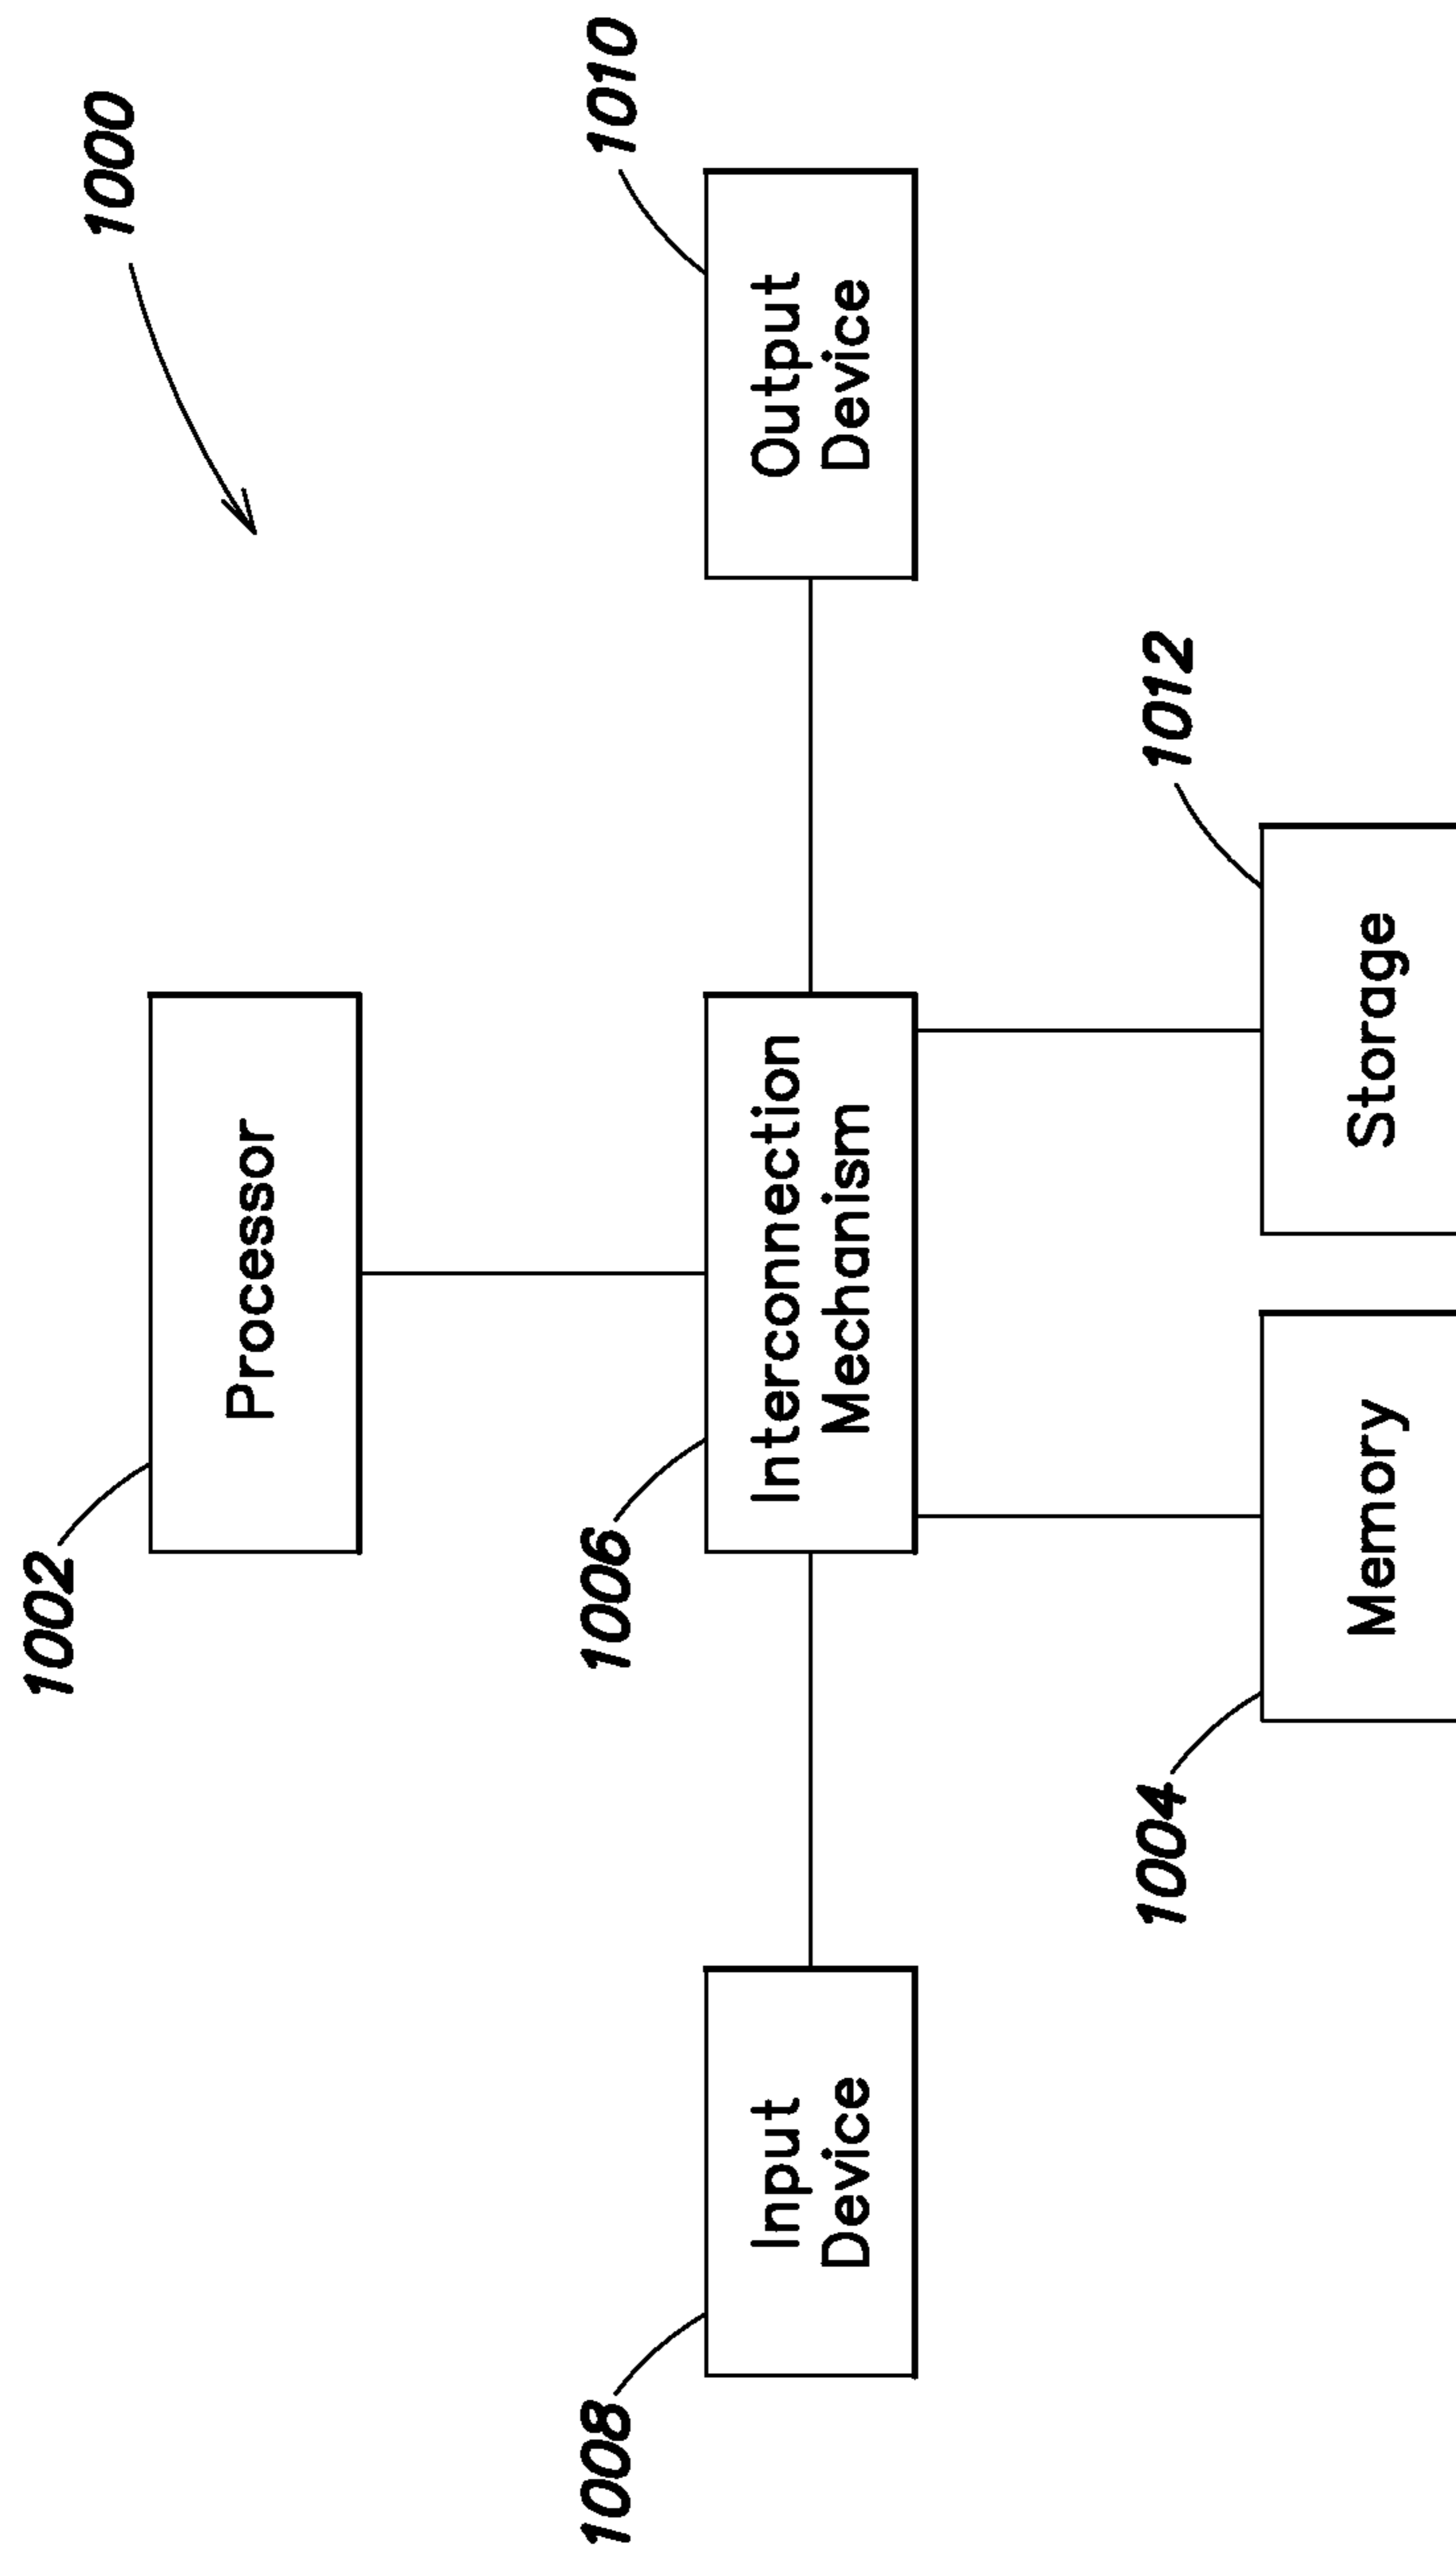 1000
1002
Processor
1006
Interconnection
Mechanism
1008
Input
Device
1010
Output
Device
1004
Memory
1012
Storage